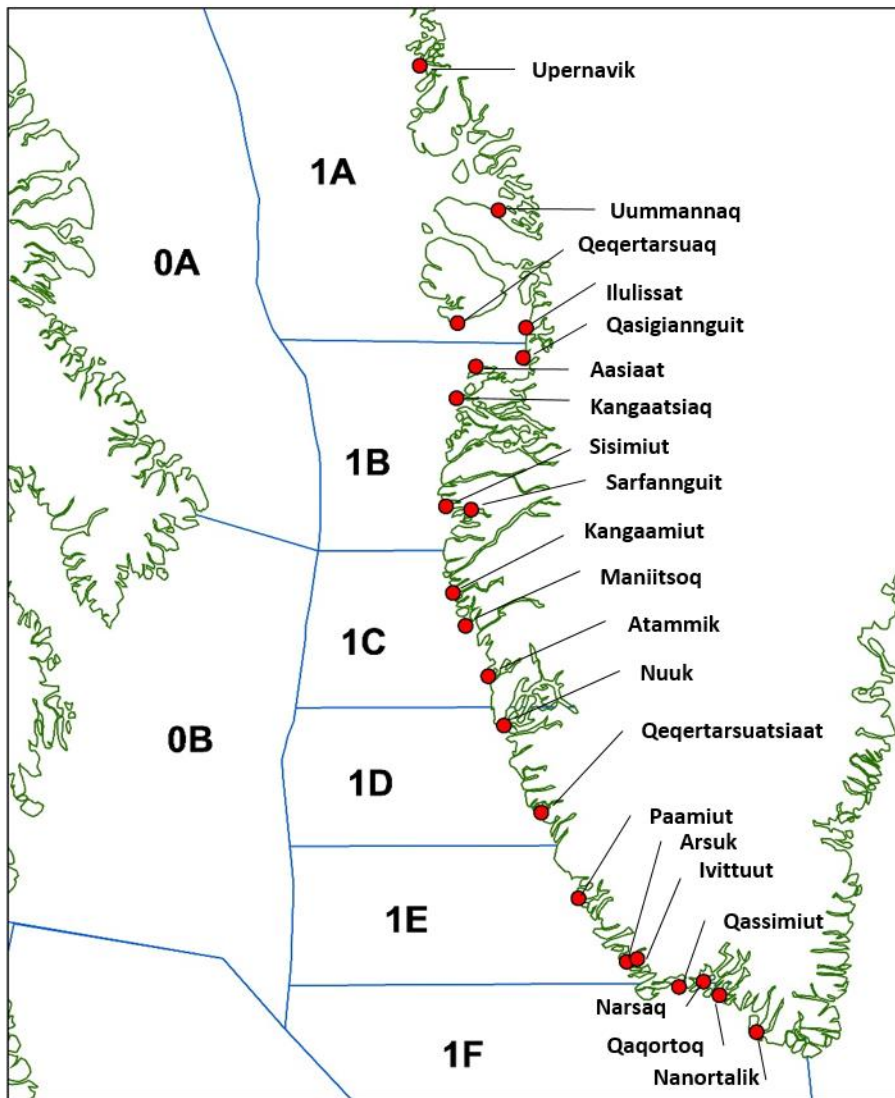 Upernavik
1A
Uummannaq
Qeqertarsuaq
0A
Ilulissat
Qasigiannguit
Aasiaat
Kangaatsiaq
Sisimiut
1B
Sarfannguit
Kangaamiut
Maniitsoq
Atammik
1C
Nuuk
Qeqertarsuatsiaat
0B
1D
Paamiut
Arsuk
Ivittuut
1E
Qassimiut
Narsaq
Qaqortoq
1F
Nanortalik